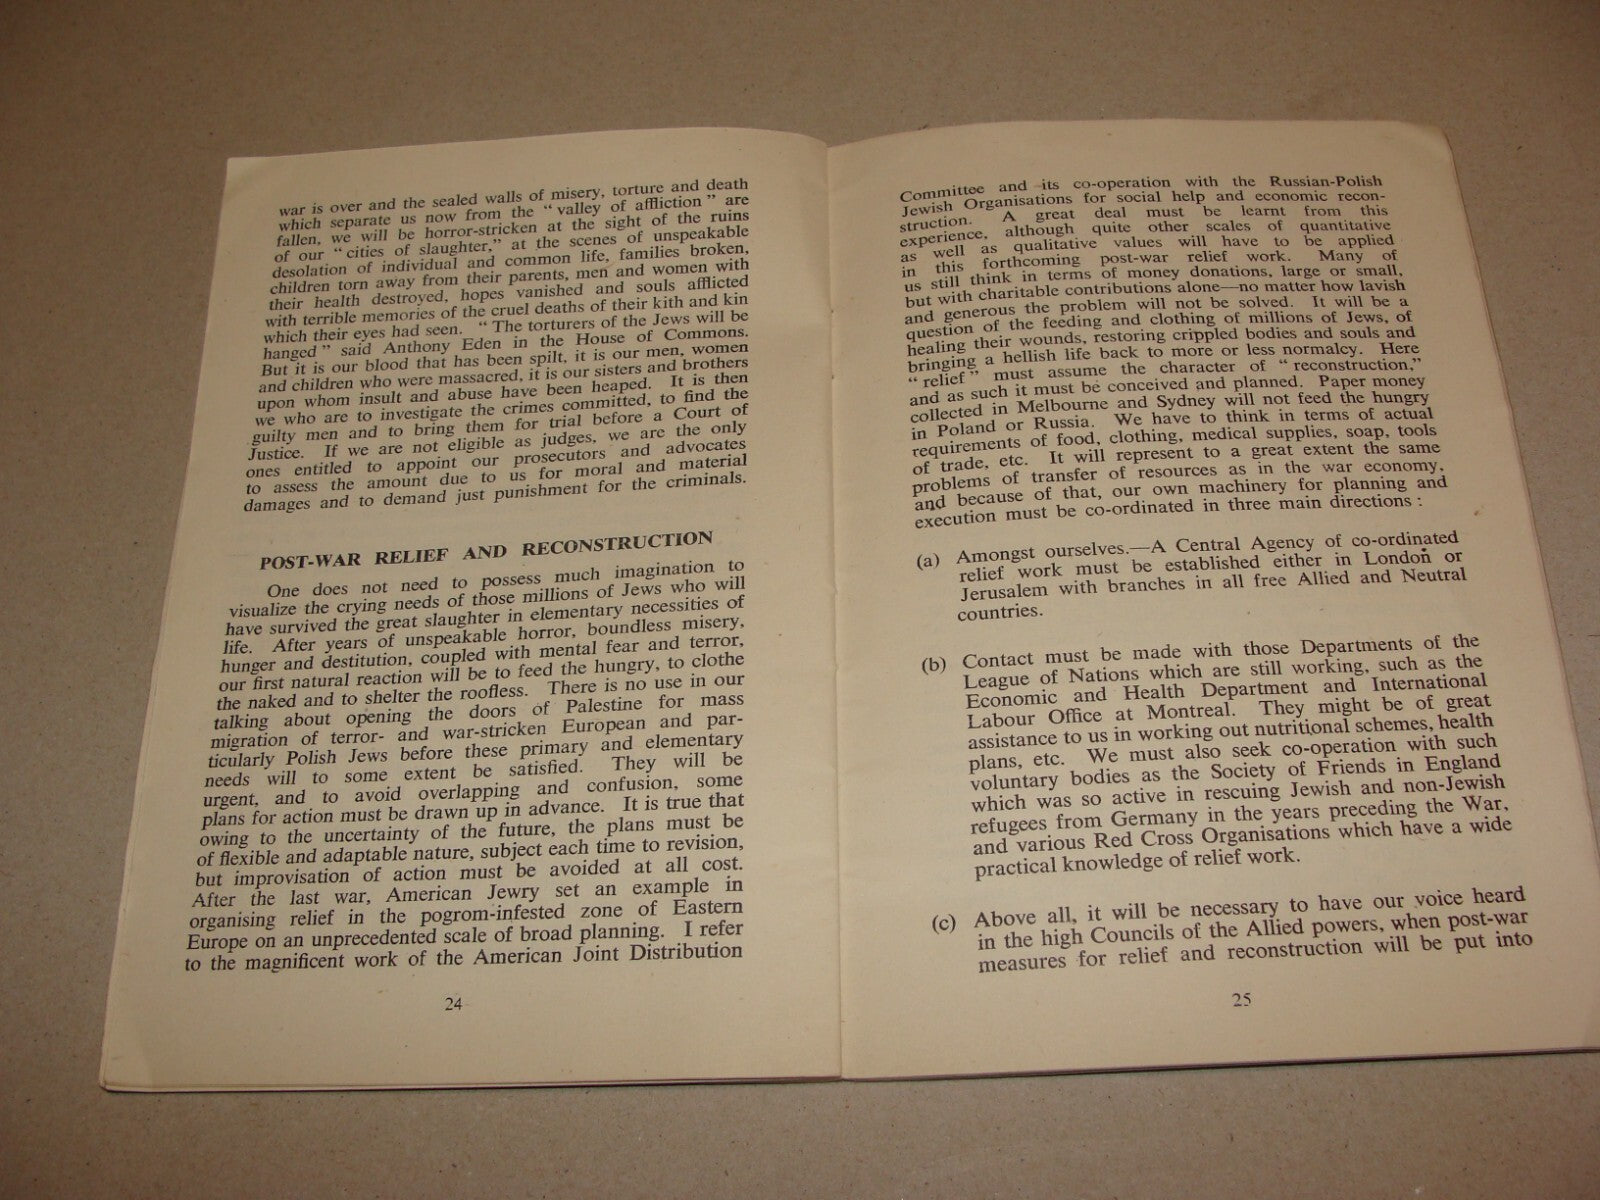 war is over and the sealed walls of misery, torture and death
which separate us now from the " valley of affliction " are
fallen, we will be horror-stricken at the sight of the ruins
of our " cities of slaughter," at the scenes of unspeakable
desolation of individual and common life, families broken,
children torn away from their parents, men and women with
their health destroyed, hopes vanished and souls afflicted
with terrible memories of the cruel deaths of their kith and kin
which their eyes had seen. " The torturers of the Jews will be
hanged " said Anthony Eden in the House of Commons.
But it is our blood that has been spilt, it is our men, women
and children who were massacred, it is our sisters and brothers
upon whom insult and abuse have been heaped. It is then
we who are to investigate the crimes committed, to find the
guilty men and to bring them for trial before a Court of
Justice. If we are not eligible as judges, we are the only
ones entitled to appoint our prosecutors and advocates
to assess the amount due to us for moral and material
damages and to demand just punishment for the criminals.
POST-WAR RELIEF AND RECONSTRUCTION
One does not need to possess much imagination to
visualize the crying needs of those millions of Jews who will
have survived the great slaughter in elementary necessities of
life. After years of unspeakable horror, boundless misery,
hunger and destitution, coupled with mental fear and terror,
our first natural reaction will be to feed the hungry, to clothe
the naked and to shelter the roofless. There is no use in our
talking about opening the doors of Palestine for mass
migration of terror- and war-stricken European and par-
ticularly Polish Jews before these primary and elementary
needs will to some extent be satisfied. They will be
urgent, and to avoid overlapping and confusion, some
plans for action must be drawn up in advance. It is true that
owing to the uncertainty of the future, the plans must be
of flexible and adaptable nature, subject each time to revision,
but improvisation of action must be avoided at all cost.
After the last war, American Jewry set an example in
organising relief in the pogrom-infested zone of Eastern
Europe on an unprecedented scale of broad planning. I refer
to the magnificent work of the American Joint Distribution
24
Committee and its co-operation with the Russian-Polish
Jewish Organisations for social help and economic recon-
struction. A great deal must be learnt from this
experience, although quite other scales of quantitative
as well as qualitative values will have to be applied
in this forthcoming post-war relief work. Many of
us still think in terms of money donations, large or small,
but with charitable contributions alone—no matter how lavish
and generous the problem will not be solved. It will be a
question of the feeding and clothing of millions of Jews, of
healing their wounds, restoring crippled bodies and souls and
bringing a hellish life back to more or less normalcy. Here
" relief " must assume the character of " reconstruction,"
and as such it must be conceived and planned. Paper money
collected in Melbourne and Sydney will not feed the hungry
in Poland or Russia. We have to think in terms of actual
requirements of food, clothing, medical supplies, soap, tools
of trade, etc. It will represent to a great extent the same
problems of transfer of resources as in the war economy,
and because of that, our own machinery for planning and
execution must be co-ordinated in three main directions :
(a) Amongst ourselves.—A Central Agency of co-ordinated
relief work must be established either in London or
Jerusalem with branches in all free Allied and Neutral
countries.
(b) Contact must be made with those Departments of the
League of Nations which are still working, such as the
Economic and Health Department and International
Labour Office at Montreal. They might be of great
assistance to us in working out nutritional schemes, health
plans, etc. We must also seek co-operation with such
voluntary bodies as the Society of Friends in England
which was so active in rescuing Jewish and non-Jewish
refugees from Germany in the years preceding the War,
and various Red Cross Organisations which have a wide
practical knowledge of relief work.
(c) Above all, it will be necessary to have our voice heard
in the high Councils of the Allied powers, when post-war
measures for relief and reconstruction will be put into
25